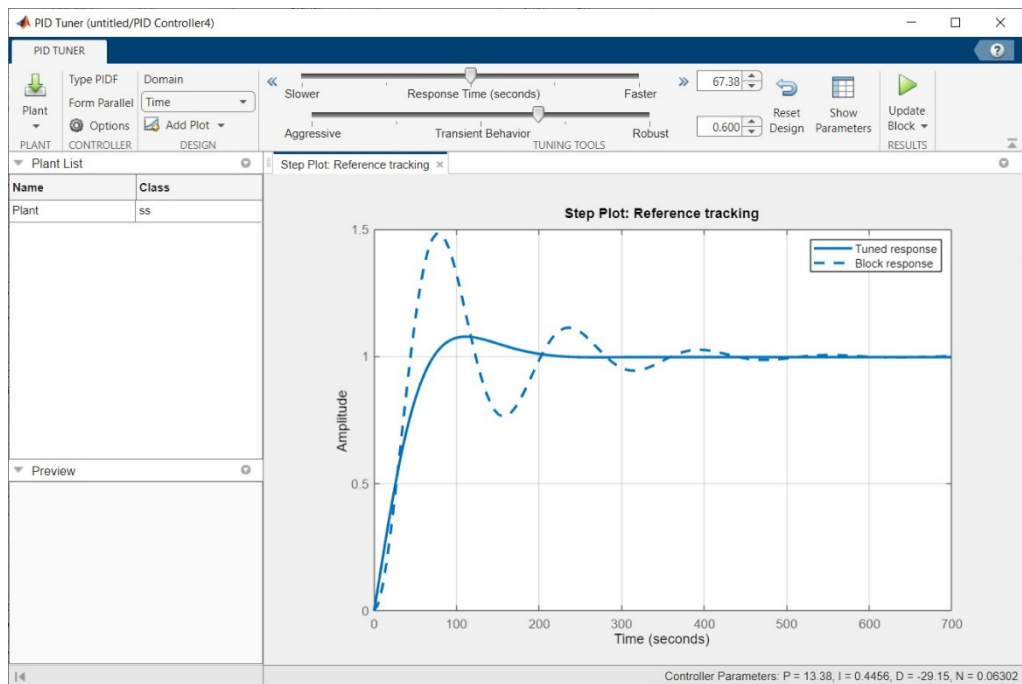 PID Tuner (untitled/PID Controller4)
PID TUNER
?
Plant
PLANT
Type PIDF
Form Parallel
Options
CONTROLLER
Domain
Time
Add Plot
DESIGN
Slower Response Time (seconds) Faster
67.38
Aggressive Transient Behavior Robust
0.600
TUNING TOOLS
Reset
Design
Show
Parameters
Update
Block
RESULTS
Plant List
Name Class
Plant ss
Preview
Step Plot: Reference tracking
Step Plot: Reference tracking
Tuned response
Block response
Amplitude
1.5
1
0.5
0
0 100 200 300 400 500 600 700
Time (seconds)
Controller Parameters: P = 13.38, I = 0.4456, D = -29.15, N = 0.06302